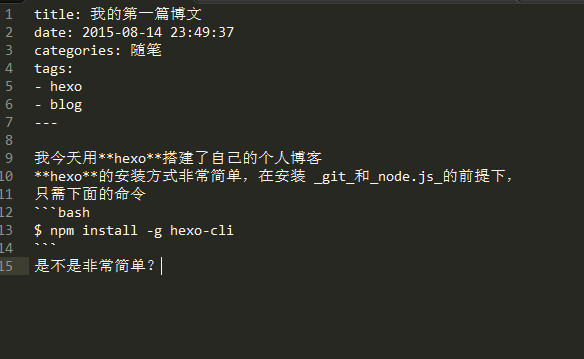 1 title: 我的第一篇博文
2 date: 2015-08-14 23:49:37
3 categories: 随笔
4 tags:
5 - hexo
6 - blog
7 ---
8
9 我今天用**hexo**搭建了自己的个人博客
10 **hexo**的安装方式非常简单，在安装 _git_和_node.js_的前提下，
11 只需下面的命令
12 ```bash
13 $ npm install -g hexo-cli
14 ```
15 是不是非常简单？